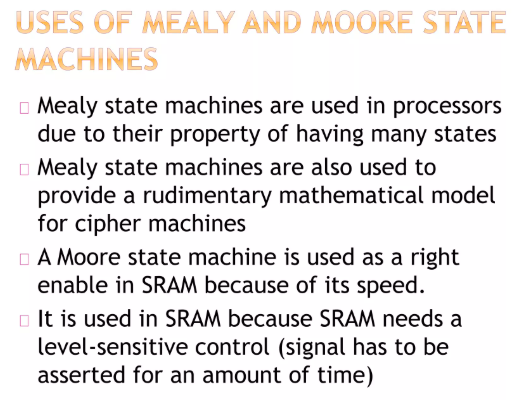 USES OF MEALY AND MOORE STATE
MACHINES
Mealy state machines are used in processors
due to their property of having many states
Mealy state machines are also used to
provide a rudimentary mathematical model
for cipher machines
A Moore state machine is used as a right
enable in SRAM because of its speed.
It is used in SRAM because SRAM needs a
level-sensitive control (signal has to be
asserted for an amount of time)